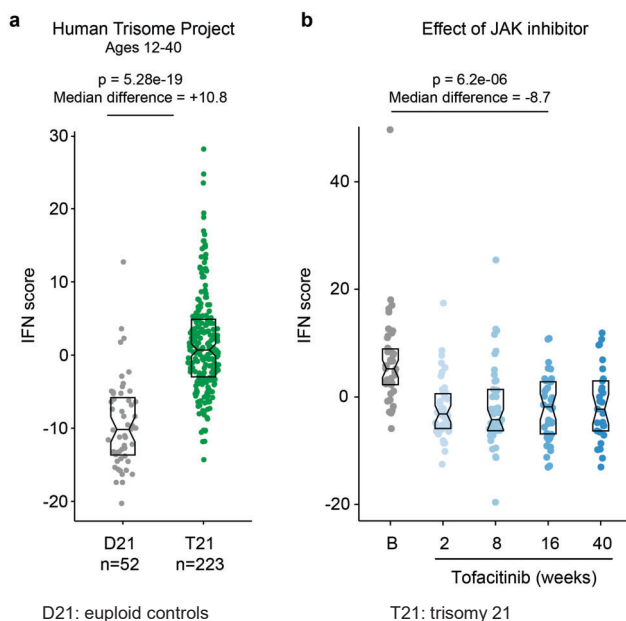 a
Human Trisome Project
Ages 12-40
p = 5.28e-19
Median difference = +10.8
IFN score
30
20
10
0
-10
-20
D21
T21
n=52
n=223
D21: euploid controls
b
Effect of JAK inhibitor
p = 6.2e-06
Median difference = -8.7
IFN score
40
20
0
-20
B
2
8
16
40
Tofacitinib (weeks)
T21: trisomy 21